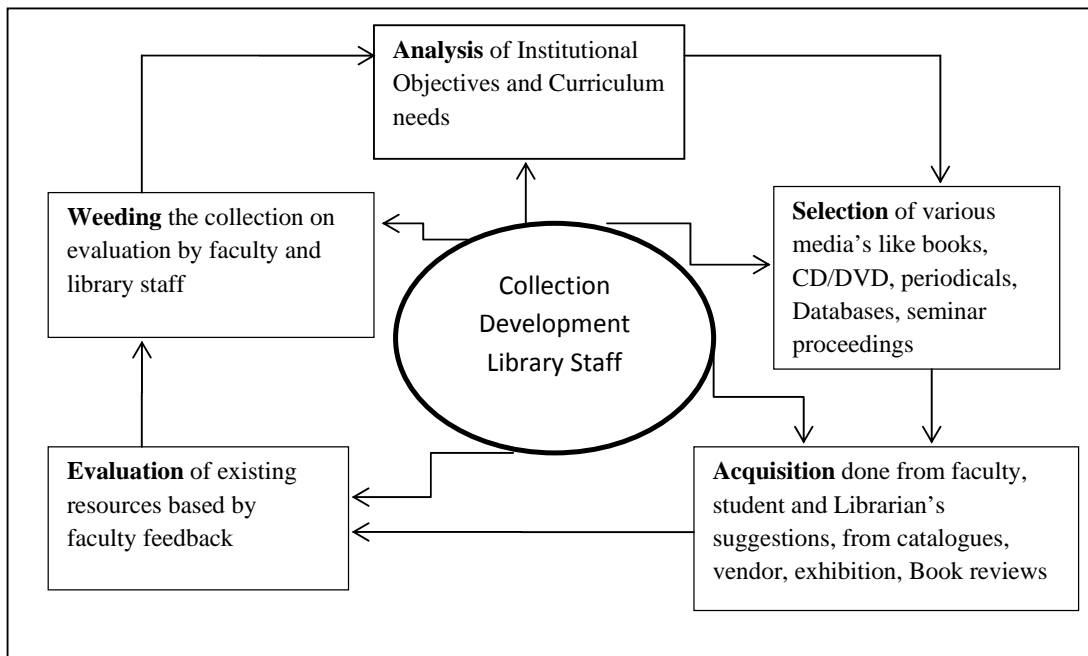 Analysis of Institutional
Objectives and Curriculum
needs
Weeding the collection on
evaluation by faculty and
library staff
Selection of various
media's like books,
CD/DVD, periodicals,
Databases, seminar
proceedings
Collection
Development
Library Staff
Evaluation of existing
resources based by
faculty feedback
Acquisition done from faculty,
student and Librarian's
suggestions, from catalogues,
vendor, exhibition, Book reviews